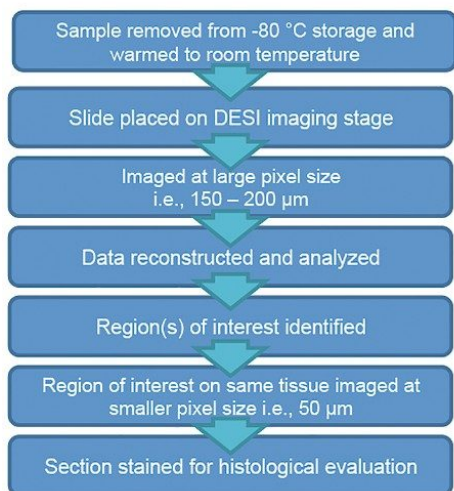 Sample removed from -80 °C storage and
warmed to room temperature
Slide placed on DESI imaging stage
Imaged at large pixel size
i.e., 150 – 200 µm
Data reconstructed and analyzed
Region(s) of interest identified
Region of interest on same tissue imaged at
smaller pixel size i.e., 50 µm
Section stained for histological evaluation